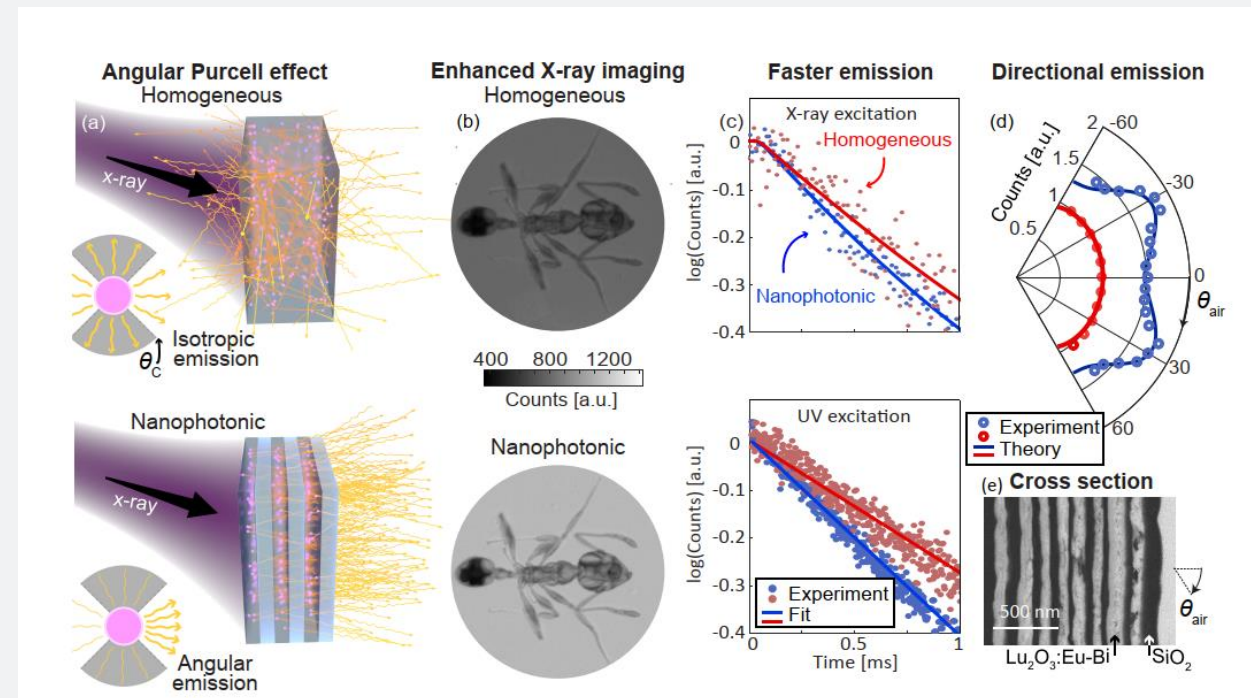 Angular Purcell effect
Homogeneous
(a)
x-ray
Isotropic
emission
θC
Nanophotonic
x-ray
Angular
emission
Enhanced X-ray imaging
Homogeneous
(b)
400 800 1200
Counts [a.u.]
Nanophotonic
Faster emission
(c)
X-ray excitation
Homogeneous
Nanophotonic
log(Counts) [a.u.]
0
-0.1
-0.2
-0.3
-0.4
UV excitation
log(Counts) [a.u.]
0
-0.1
-0.2
-0.3
-0.4
Experiment
Fit
0.5 1
Time [ms]
Directional emission
(d)
Counts [a.u.]
2 -60
1.5
1
0.5
-30
0
θair
30
60
Experiment
Theory
(e) Cross section
500 nm
θair
Lu2O3:Eu-Bi SiO2